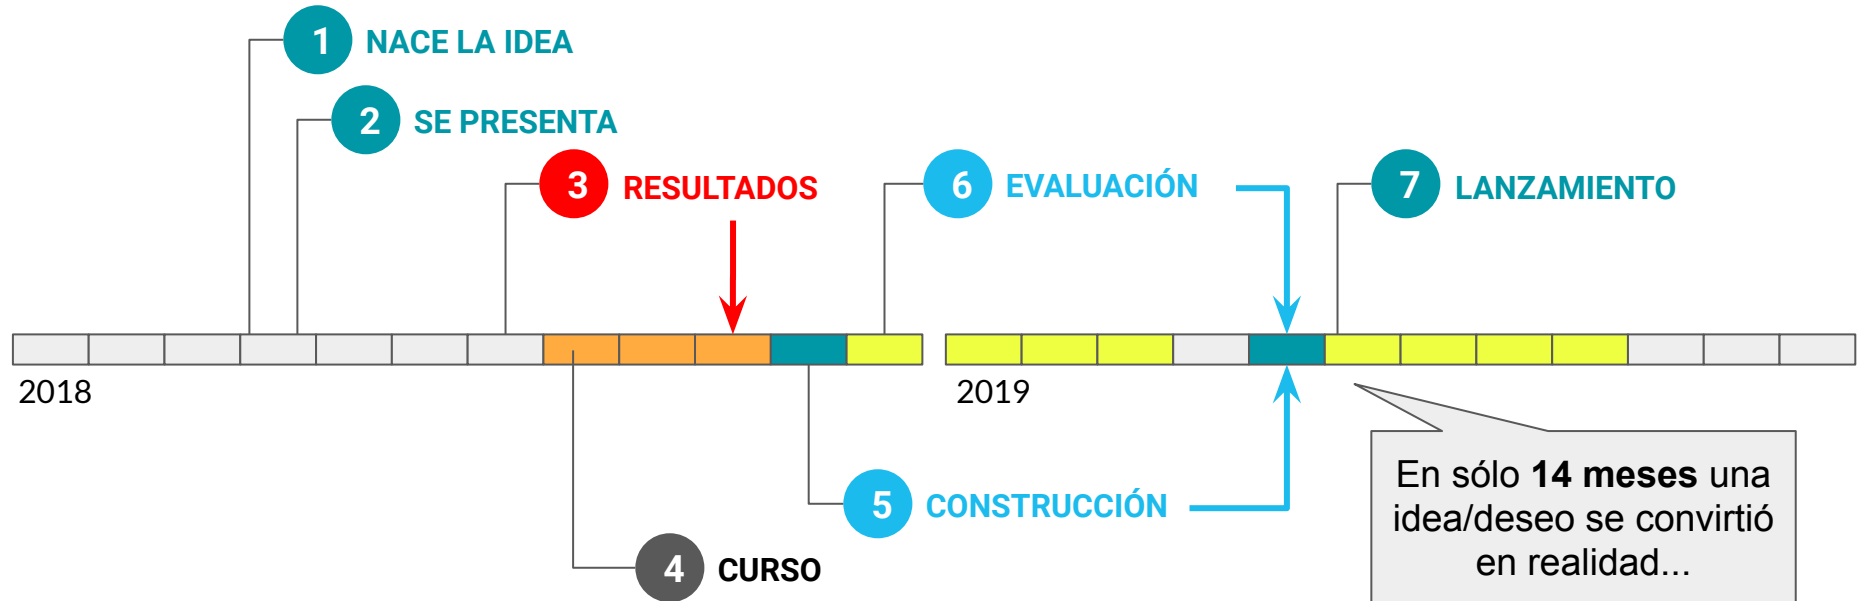 1 NACE LA IDEA
2 SE PRESENTA
3 RESULTADOS
6 EVALUACIÓN
7 LANZAMIENTO
2018
2019
5 CONSTRUCCIÓN
4 CURSO
En sólo 14 meses una
idea/deseo se convirtió
en realidad...